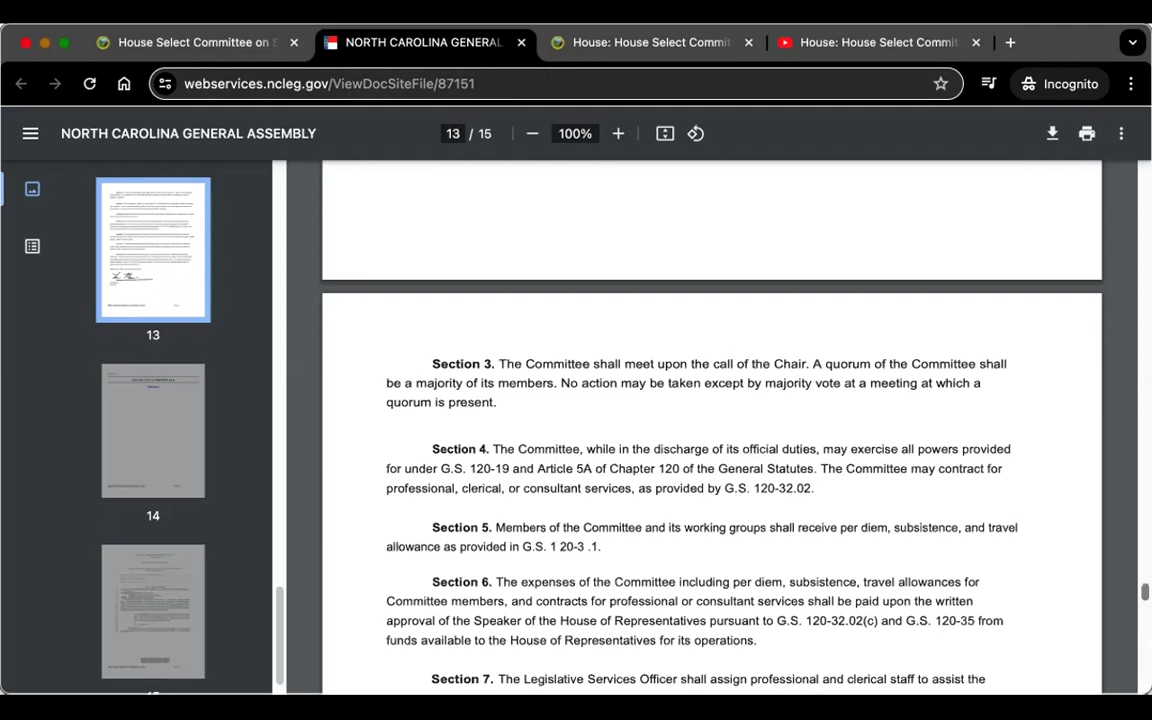 House Select Committee on S
NORTH CAROLINA GENERAL
House: House Select Commit
House: House Select Commit
webservices.ncleg.gov/ViewDocSiteFile/87151
Incognito
NORTH CAROLINA GENERAL ASSEMBLY
13 / 15
100%
13
14
Section 3. The Committee shall meet upon the call of the Chair. A quorum of the Committee shall
be a majority of its members. No action may be taken except by majority vote at a meeting at which a
quorum is present.
Section 4. The Committee, while in the discharge of its official duties, may exercise all powers provided
for under G.S. 120-19 and Article 5A of Chapter 120 of the General Statutes. The Committee may contract for
professional, clerical, or consultant services, as provided by G.S. 120-32.02.
Section 5. Members of the Committee and its working groups shall receive per diem, subsistence, and travel
allowance as provided in G.S. 1 20-3 .1.
Section 6. The expenses of the Committee including per diem, subsistence, travel allowances for
Committee members, and contracts for professional or consultant services shall be paid upon the written
approval of the Speaker of the House of Representatives pursuant to G.S. 120-32.02(c) and G.S. 120-35 from
funds available to the House of Representatives for its operations.
Section 7. The Legislative Services Officer shall assign professional and clerical staff to assist the